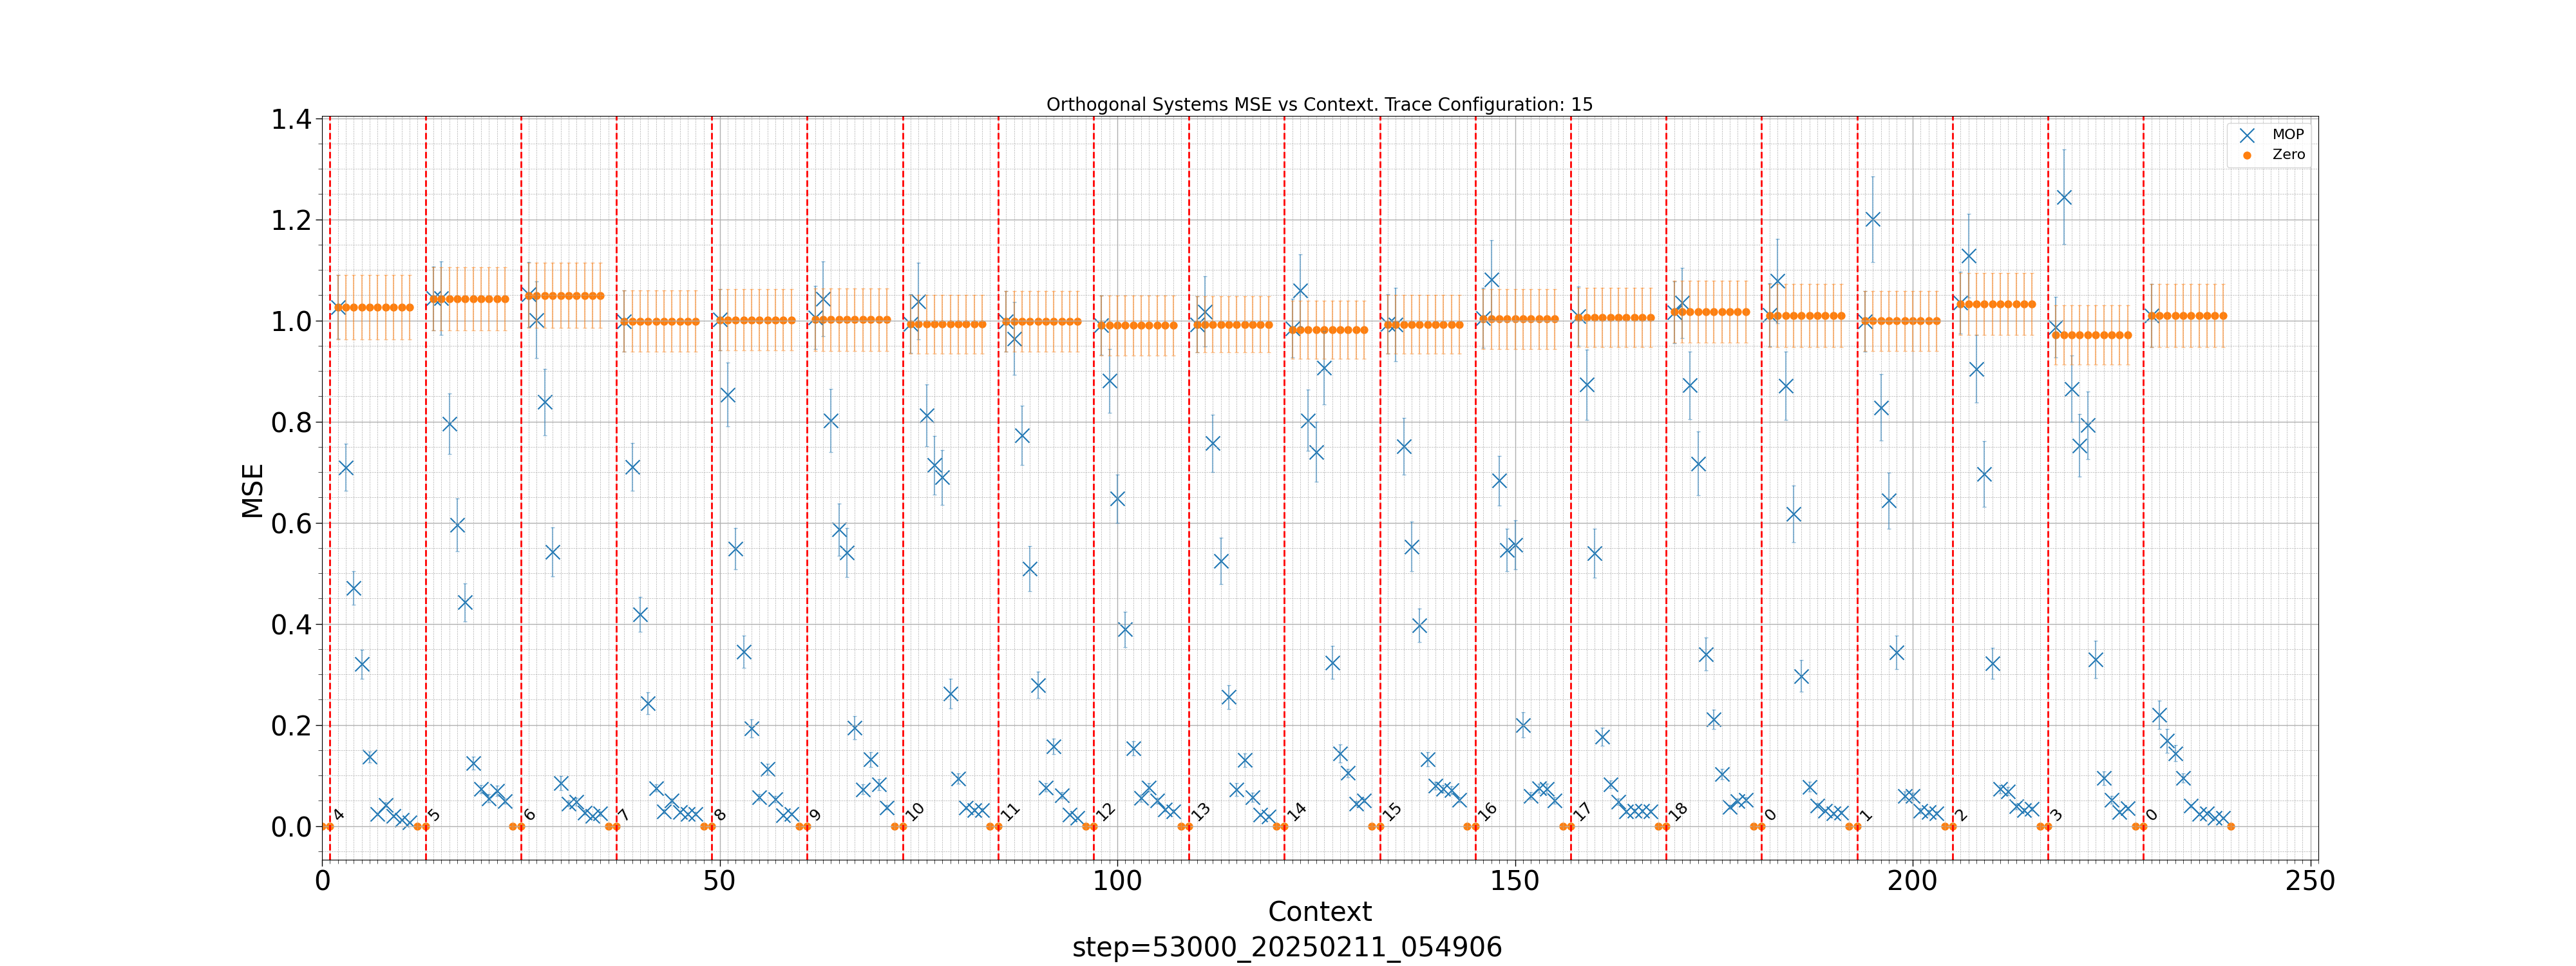 Orthogonal Systems MSE vs Context. Trace Configuration: 15
1.4
1.2
1.0
0.8
0.6
0.4
0.2
0.0
MSE
MOP
Zero
4 5 6 7 8 9 10 11 12 13 14 15 16 17 18 0 1 2 3 0
0 50 100 150 200 250
Context
step=53000_20250211_054906